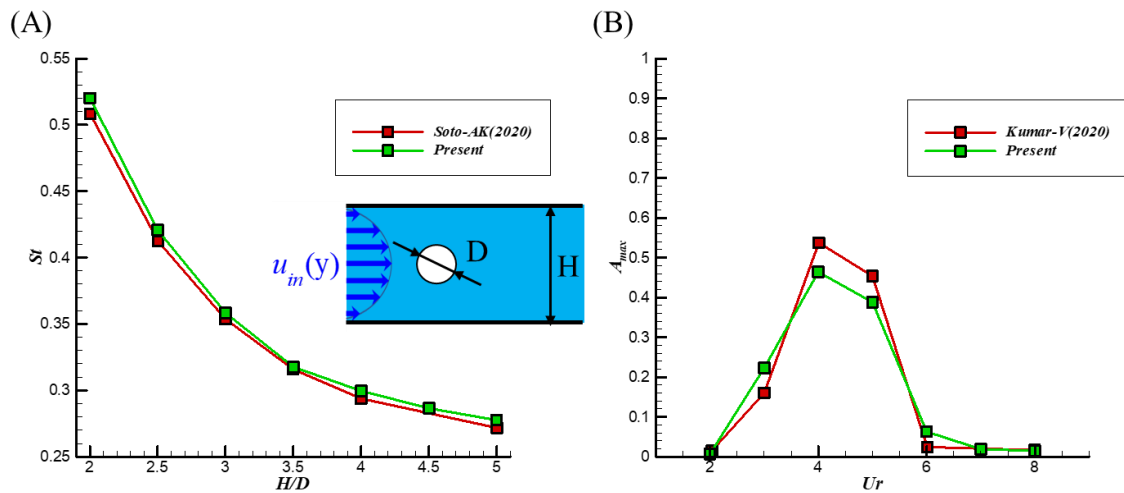 (A)
0.55
0.5
0.45
0.4
0.35
0.3
0.25
St
2
2.5
3
3.5
4
4.5
5
H/D
Soto-AK(2020)
Present
u_in(y)
D
H
(B)
1
0.9
0.8
0.7
0.6
0.5
0.4
0.3
0.2
0.1
0
A_max
2
4
6
8
Ur
Kumar-V(2020)
Present